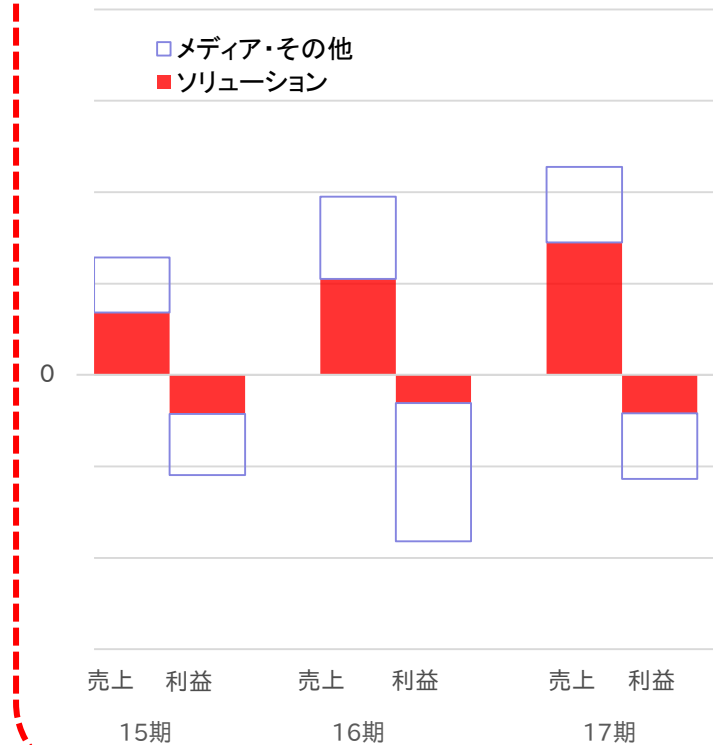 メディア・その他
ソリューション
0
売上 利益 売上 利益 売上 利益
15期 16期 17期